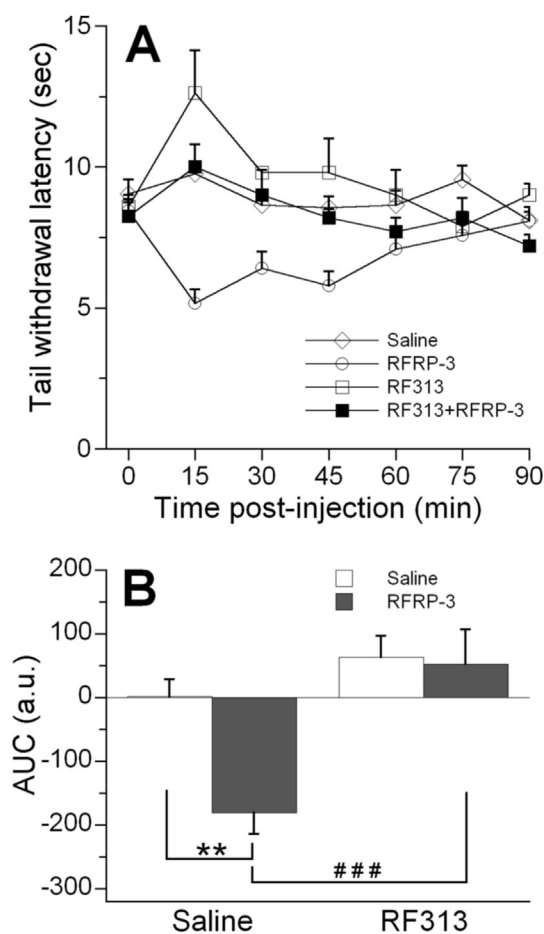 A
Tail withdrawal latency (sec)
15
10
5
0
Saline
RFRP-3
RF313
RF313+RFRP-3
0 15 30 45 60 75 90
Time post-injection (min)
B
AUC (a.u.)
200
100
0
-100
-200
-300
Saline
RFRP-3
**
###
Saline RF313